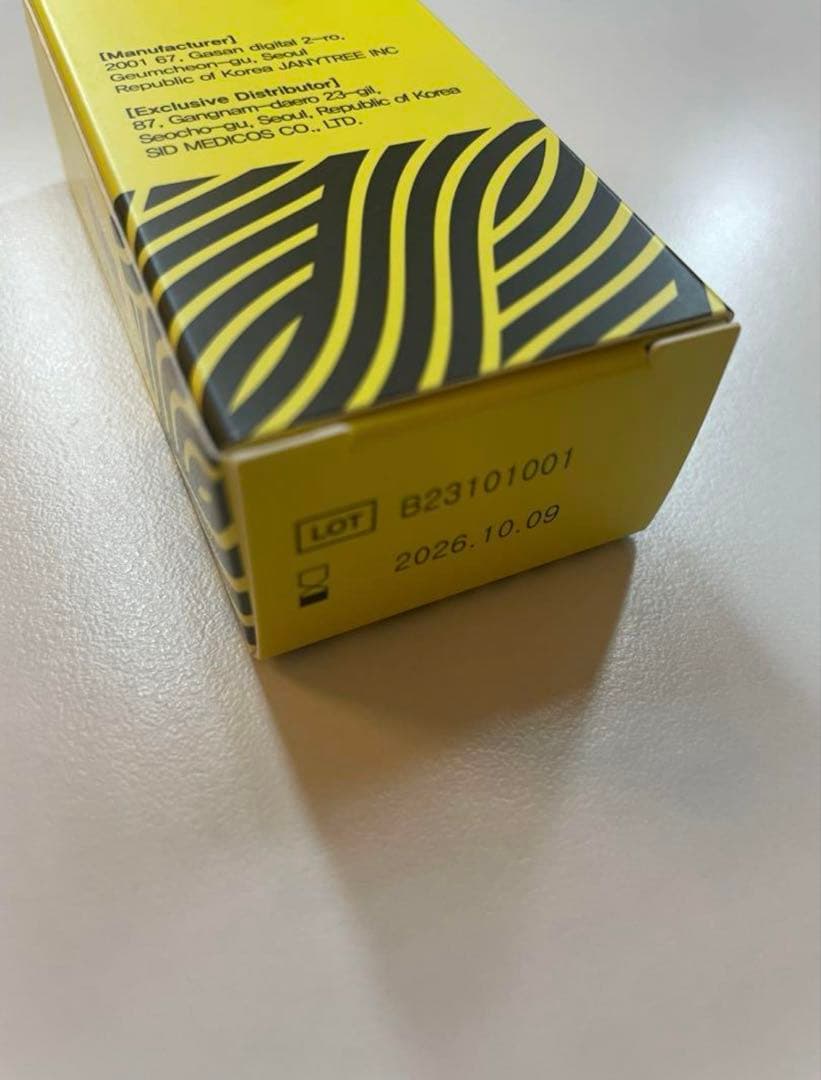 [Manufacturer]
2001 67, Gasan digital 2-ro,
Geumcheon-gu, Seoul
Republic of Korea JANYTREE INC
[Exclusive Distributor]
87, Gangnam-daero 23-gil,
Seocho-gu, Seoul, Republic of Korea
SID MEDICOS CO., LTD.
LOT B23101001
2026.10.09